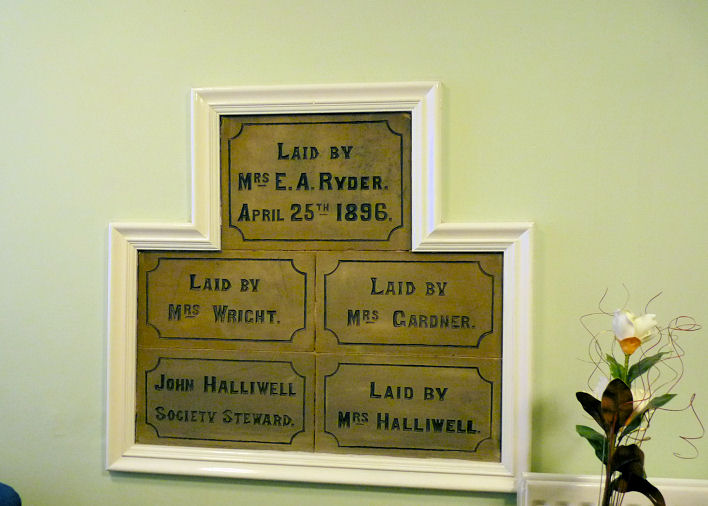 LAID BY
MRS E. A. RYDER.
APRIL 25TH 1896.
LAID BY
MRS WRIGHT.
LAID BY
MRS GARDNER.
JOHN HALLIWELL
SOCIETY STEWARD.
LAID BY
MRS HALLIWELL.